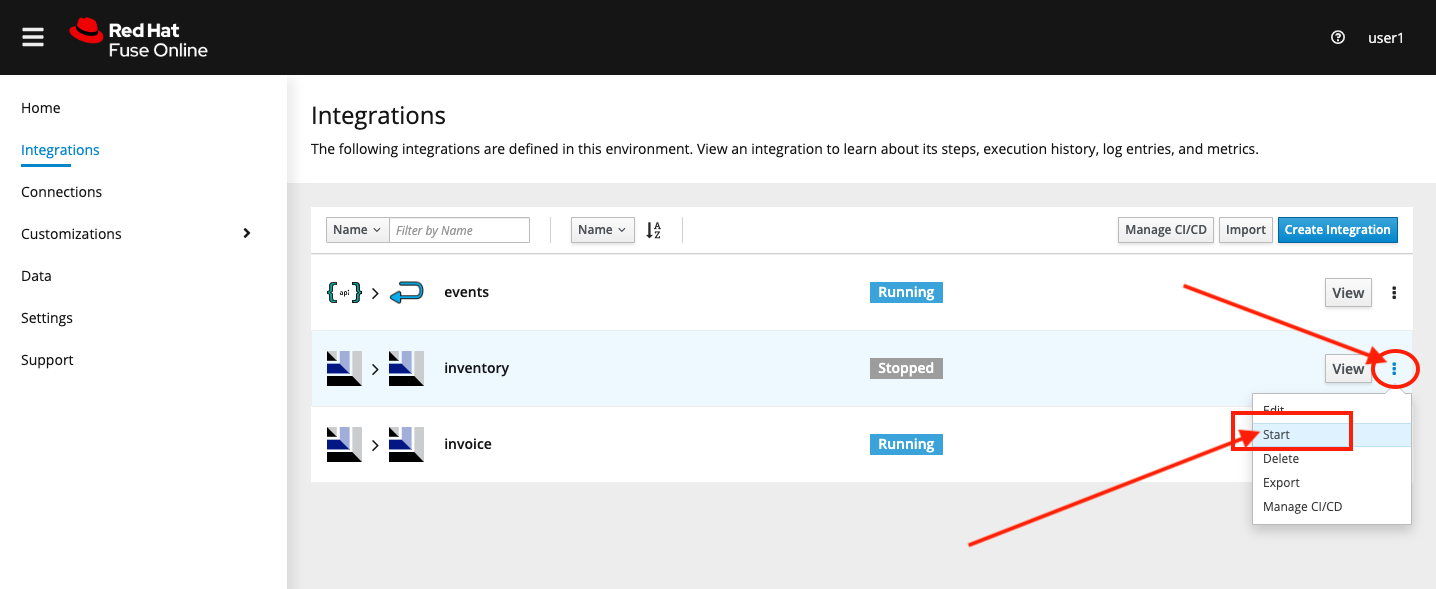 Red Hat
Fuse Online
user1
Home
Integrations
Connections
Customizations
Data
Settings
Support
Integrations
The following integrations are defined in this environment. View an integration to learn about its steps, execution history, log entries, and metrics.
Name Filter by Name Name A Z Manage CI/CD Import Create Integration
{api} events Running View
inventory Stopped View
invoice Running
Edit
Start
Delete
Export
Manage CI/CD